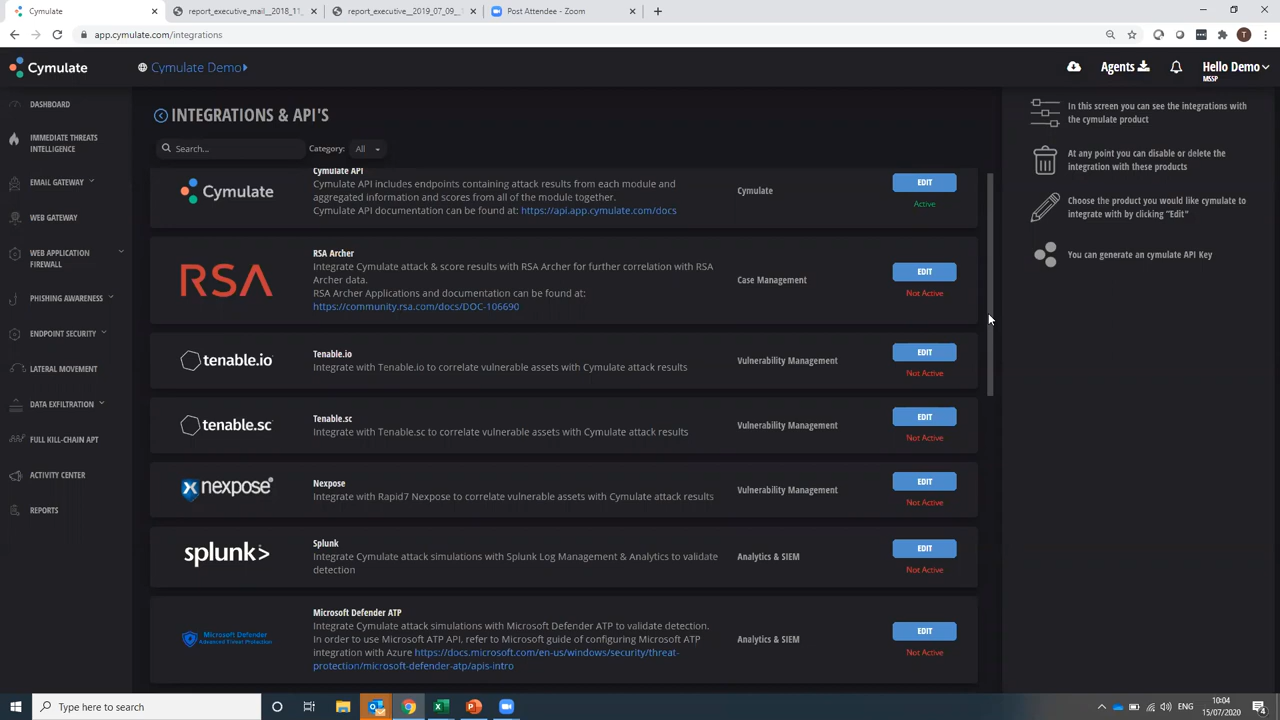 Cymulate
report_executive_mail__2018_11_
report_executive__2019_07_09__1
Post Attendee - Zoom
app.cymulate.com/integrations
T
Cymulate
Cymulate Demo
Agents
Hello Demo
MSSP
DASHBOARD
IMMEDIATE THREATS
INTELLIGENCE
EMAIL GATEWAY
WEB GATEWAY
WEB APPLICATION
FIREWALL
PHISHING AWARENESS
ENDPOINT SECURITY
LATERAL MOVEMENT
DATA EXFILTRATION
FULL KILL-CHAIN APT
ACTIVITY CENTER
REPORTS
INTEGRATIONS & API'S
Search...
Category: All
Cymulate
Cymulate API
Cymulate API includes endpoints containing attack results from each module and
aggregated information and scores from all of the module together.
Cymulate API documentation can be found at: https://api.app.cymulate.com/docs
Cymulate
EDIT
Active
RSA
RSA Archer
Integrate Cymulate attack & score results with RSA Archer for further correlation with RSA
Archer data.
RSA Archer Applications and documentation can be found at:
https://community.rsa.com/docs/DOC-106690
Case Management
EDIT
Not Active
tenable.io
Tenable.io
Integrate with Tenable.io to correlate vulnerable assets with Cymulate attack results
Vulnerability Management
EDIT
Not Active
tenable.sc
Tenable.sc
Integrate with Tenable.sc to correlate vulnerable assets with Cymulate attack results
Vulnerability Management
EDIT
Not Active
nexpose
Nexpose
Integrate with Rapid7 Nexpose to correlate vulnerable assets with Cymulate attack results
Vulnerability Management
EDIT
Not Active
splunk>
Splunk
Integrate Cymulate attack simulations with Splunk Log Management & Analytics to validate
detection
Analytics & SIEM
EDIT
Not Active
Microsoft Defender
Advanced Threat Protection
Microsoft Defender ATP
Integrate Cymulate attack simulations with Microsoft Defender ATP to validate detection.
In order to use Microsoft ATP API, refer to Microsoft guide of configuring Microsoft ATP
integration with Azure https://docs.microsoft.com/en-us/windows/security/threat-
protection/microsoft-defender-atp/apis-intro
Analytics & SIEM
EDIT
Not Active
In this screen you can see the integrations with
the cymulate product
At any point you can disable or delete the
integration with these products
Choose the product you would like cymulate to
integrate with by clicking "Edit"
You can generate an cymulate API Key
Type here to search
ENG
10:04
15/07/2020
4